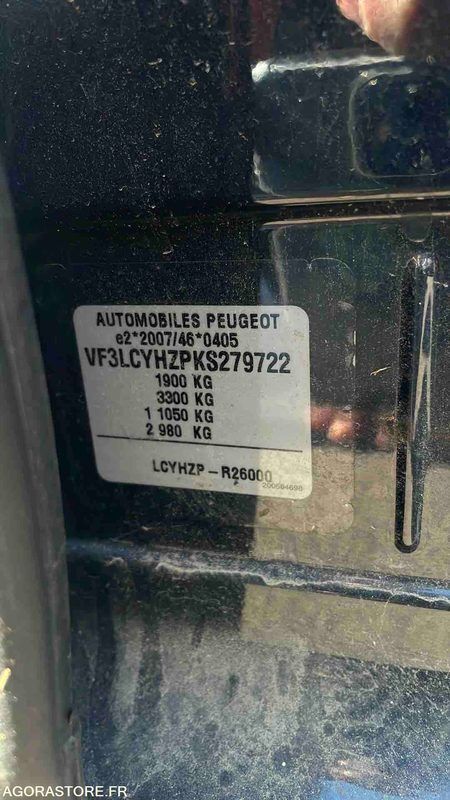 AUTOMOBILES PEUGEOT
e2*2007/46*0405
VF3LCYHZPKS279722
1900 KG
3300 KG
1 1050 KG
2 980 KG
LCYHZP-R26000
AGORASTORE.FR